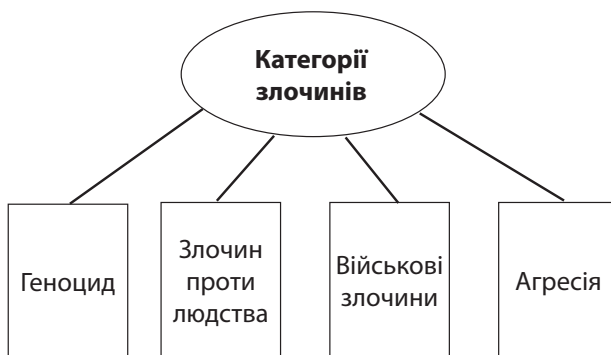 Категорії
злочинів
Геноцид
Злочин
проти
людства
Військові
злочини
Агресія